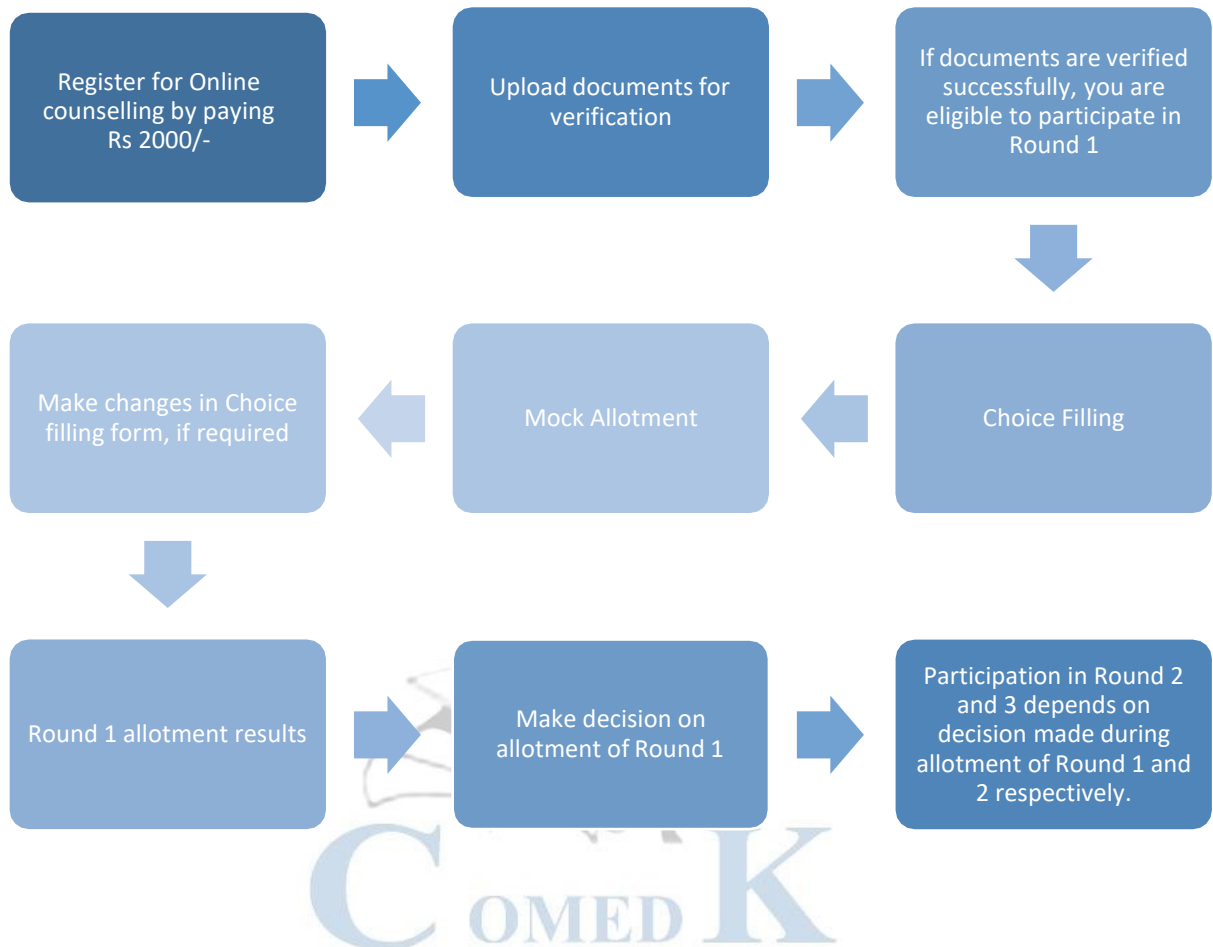 Register for Online
counselling by paying
Rs 2000/-
Upload documents for
verification
If documents are verified
successfully, you are
eligible to participate in
Round 1
Choice Filling
Mock Allotment
Make changes in Choice
filling form, if required
Round 1 allotment results
Make decision on
allotment of Round 1
Participation in Round 2
and 3 depends on
decision made during
allotment of Round 1 and
2 respectively.
COMEDK